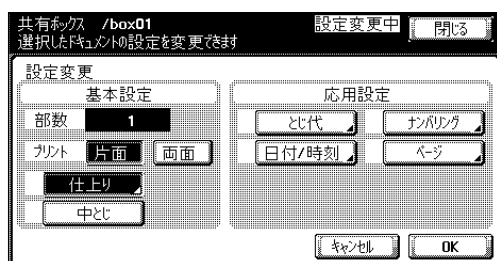 共有ボックス /box01 設定変更中 閉じる
選択したドキュメントの設定を変更できます
設定変更
基本設定 応用設定
部数 1 とじ代 ナンバリング
プリント 片面 両面 日付/時刻 ページ
仕上り
中とじ
キャンセル OK